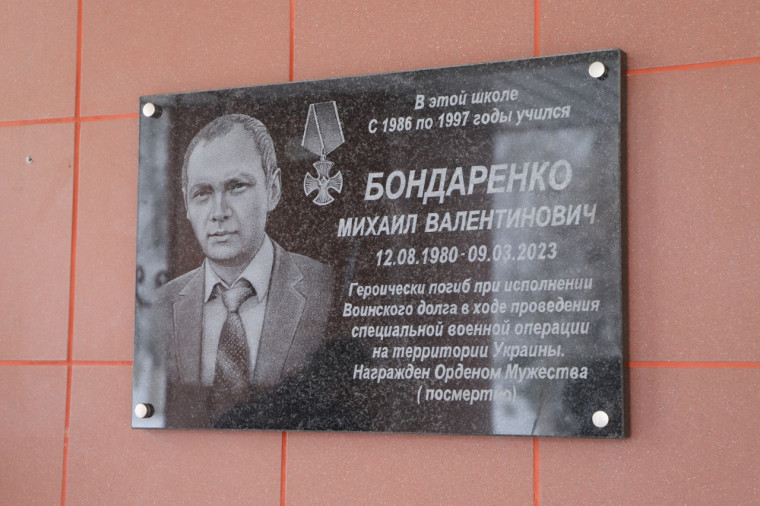 В этой школе
С 1986 по 1997 годы учился
БОНДАРЕНКО
МИХАИЛ ВАЛЕНТИНОВИЧ
12.08.1980 - 09.03.2023
Героически погиб при исполнении
Воинского долга в ходе проведения
специальной военной операции
на территории Украины.
Награжден Орденом Мужества
( посмертно)